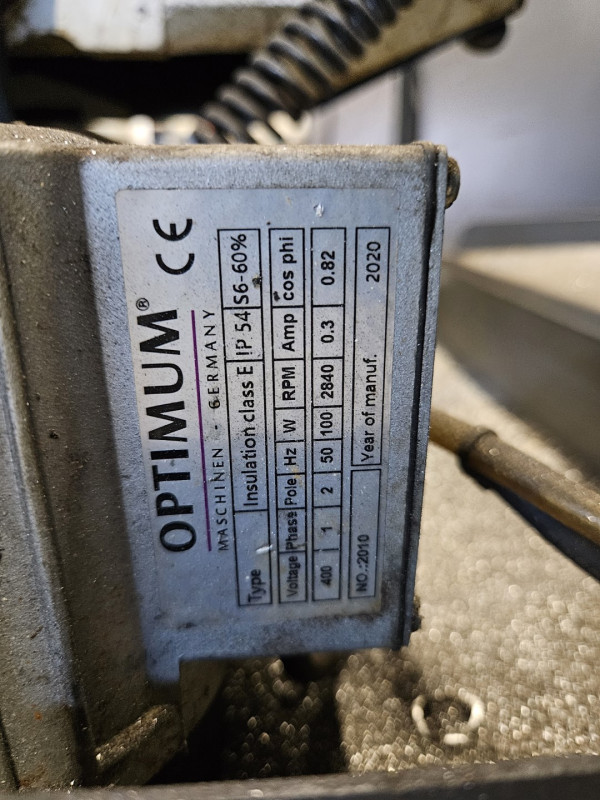 OPTIMUM® CE
MASCHINEN - GERMANY
Type Insulation class E IP 54 S6-60%
Voltage Phase Pole Hz W RPM Amp cos phi
400 1 2 50 100 2840 0.3 0.82
NO.:2010 Year of manuf. 2020